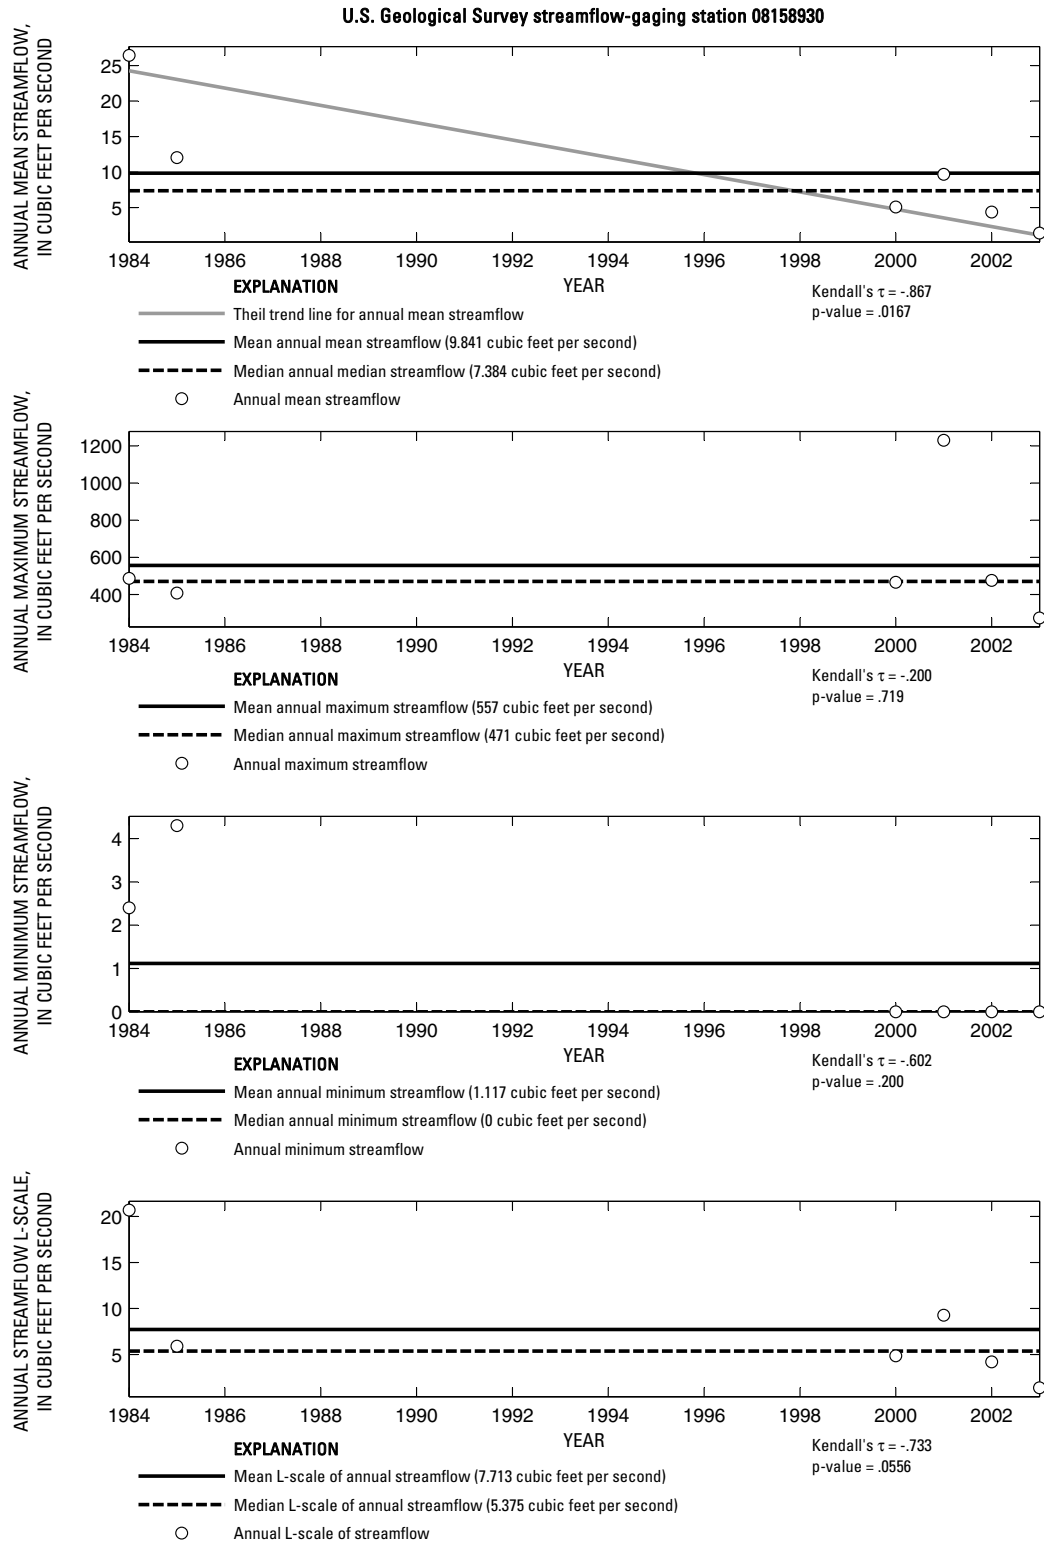 U.S. Geological Survey streamflow-gaging station 08158930
ANNUAL MEAN STREAMFLOW,
IN CUBIC FEET PER SECOND
25
20
15
10
5
1984 1986 1988 1990 1992 1994 1996 1998 2000 2002
YEAR
Kendall's τ = -.867
p-value = .0167
EXPLANATION
Theil trend line for annual mean streamflow
Mean annual mean streamflow (9.841 cubic feet per second)
Median annual median streamflow (7.384 cubic feet per second)
Annual mean streamflow
ANNUAL MAXIMUM STREAMFLOW,
IN CUBIC FEET PER SECOND
1200
1000
800
600
400
1984 1986 1988 1990 1992 1994 1996 1998 2000 2002
YEAR
Kendall's τ = -.200
p-value = .719
EXPLANATION
Mean annual maximum streamflow (557 cubic feet per second)
Median annual maximum streamflow (471 cubic feet per second)
Annual maximum streamflow
ANNUAL MINIMUM STREAMFLOW,
IN CUBIC FEET PER SECOND
4
3
2
1
0
1984 1986 1988 1990 1992 1994 1996 1998 2000 2002
YEAR
Kendall's τ = -.602
p-value = .200
EXPLANATION
Mean annual minimum streamflow (1.117 cubic feet per second)
Median annual minimum streamflow (0 cubic feet per second)
Annual minimum streamflow
ANNUAL STREAMFLOW L-SCALE,
IN CUBIC FEET PER SECOND
20
15
10
5
1984 1986 1988 1990 1992 1994 1996 1998 2000 2002
YEAR
Kendall's τ = -.733
p-value = .0556
EXPLANATION
Mean L-scale of annual streamflow (7.713 cubic feet per second)
Median L-scale of annual streamflow (5.375 cubic feet per second)
Annual L-scale of streamflow